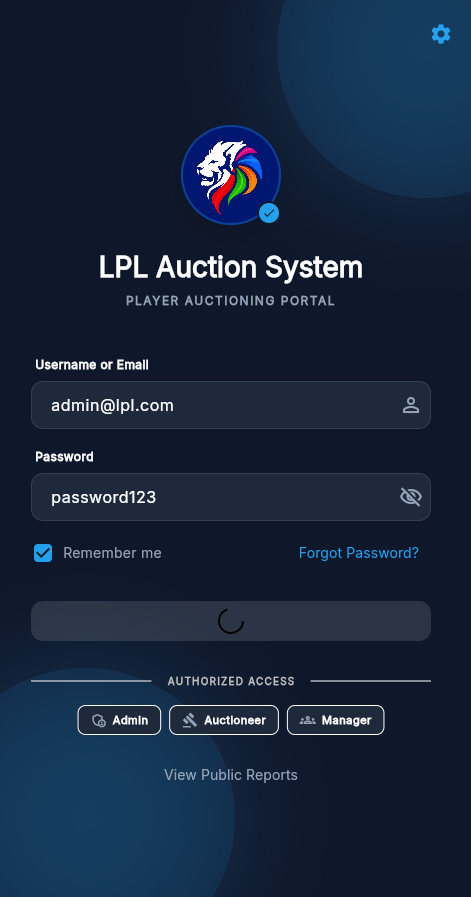 LPL Auction System
PLAYER AUCTIONING PORTAL
Username or Email
admin@lpl.com
Password
password123
Remember me
Forgot Password?
AUTHORIZED ACCESS
Admin
Auctioneer
Manager
View Public Reports